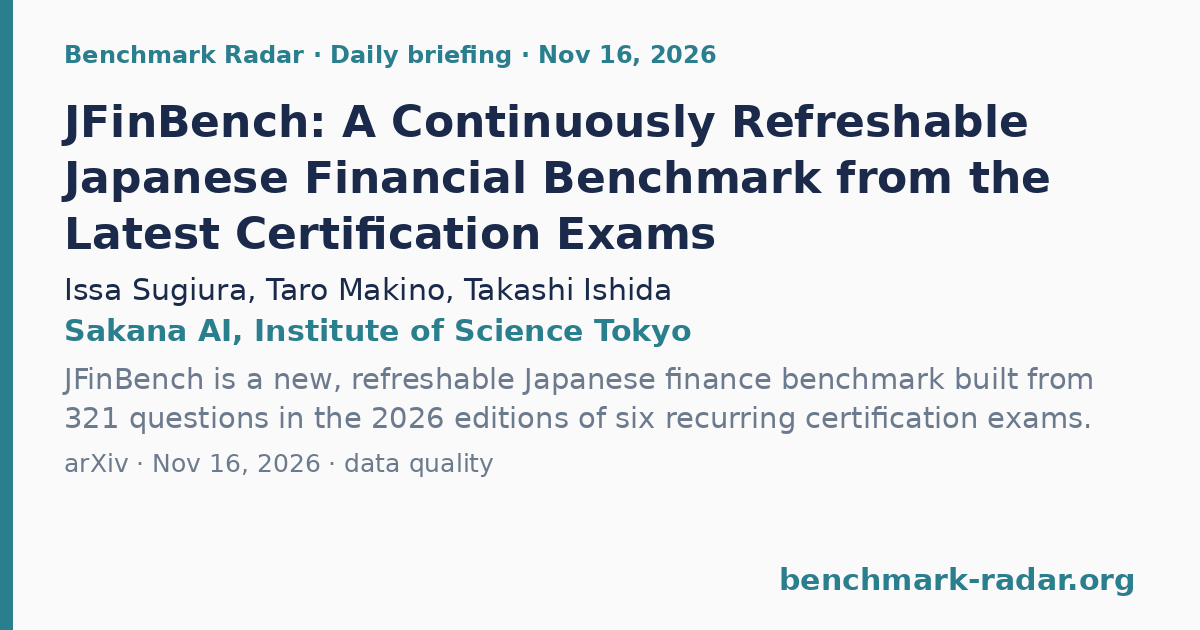 Benchmark Radar · Daily briefing · Nov 16, 2026
JFinBench: A Continuously Refreshable
Japanese Financial Benchmark from the
Latest Certification Exams
Issa Sugiura, Taro Makino, Takashi Ishida
Sakana AI, Institute of Science Tokyo
JFinBench is a new, refreshable Japanese finance benchmark built from
321 questions in the 2026 editions of six recurring certification exams.
arXiv · Nov 16, 2026 · data quality
benchmark-radar.org